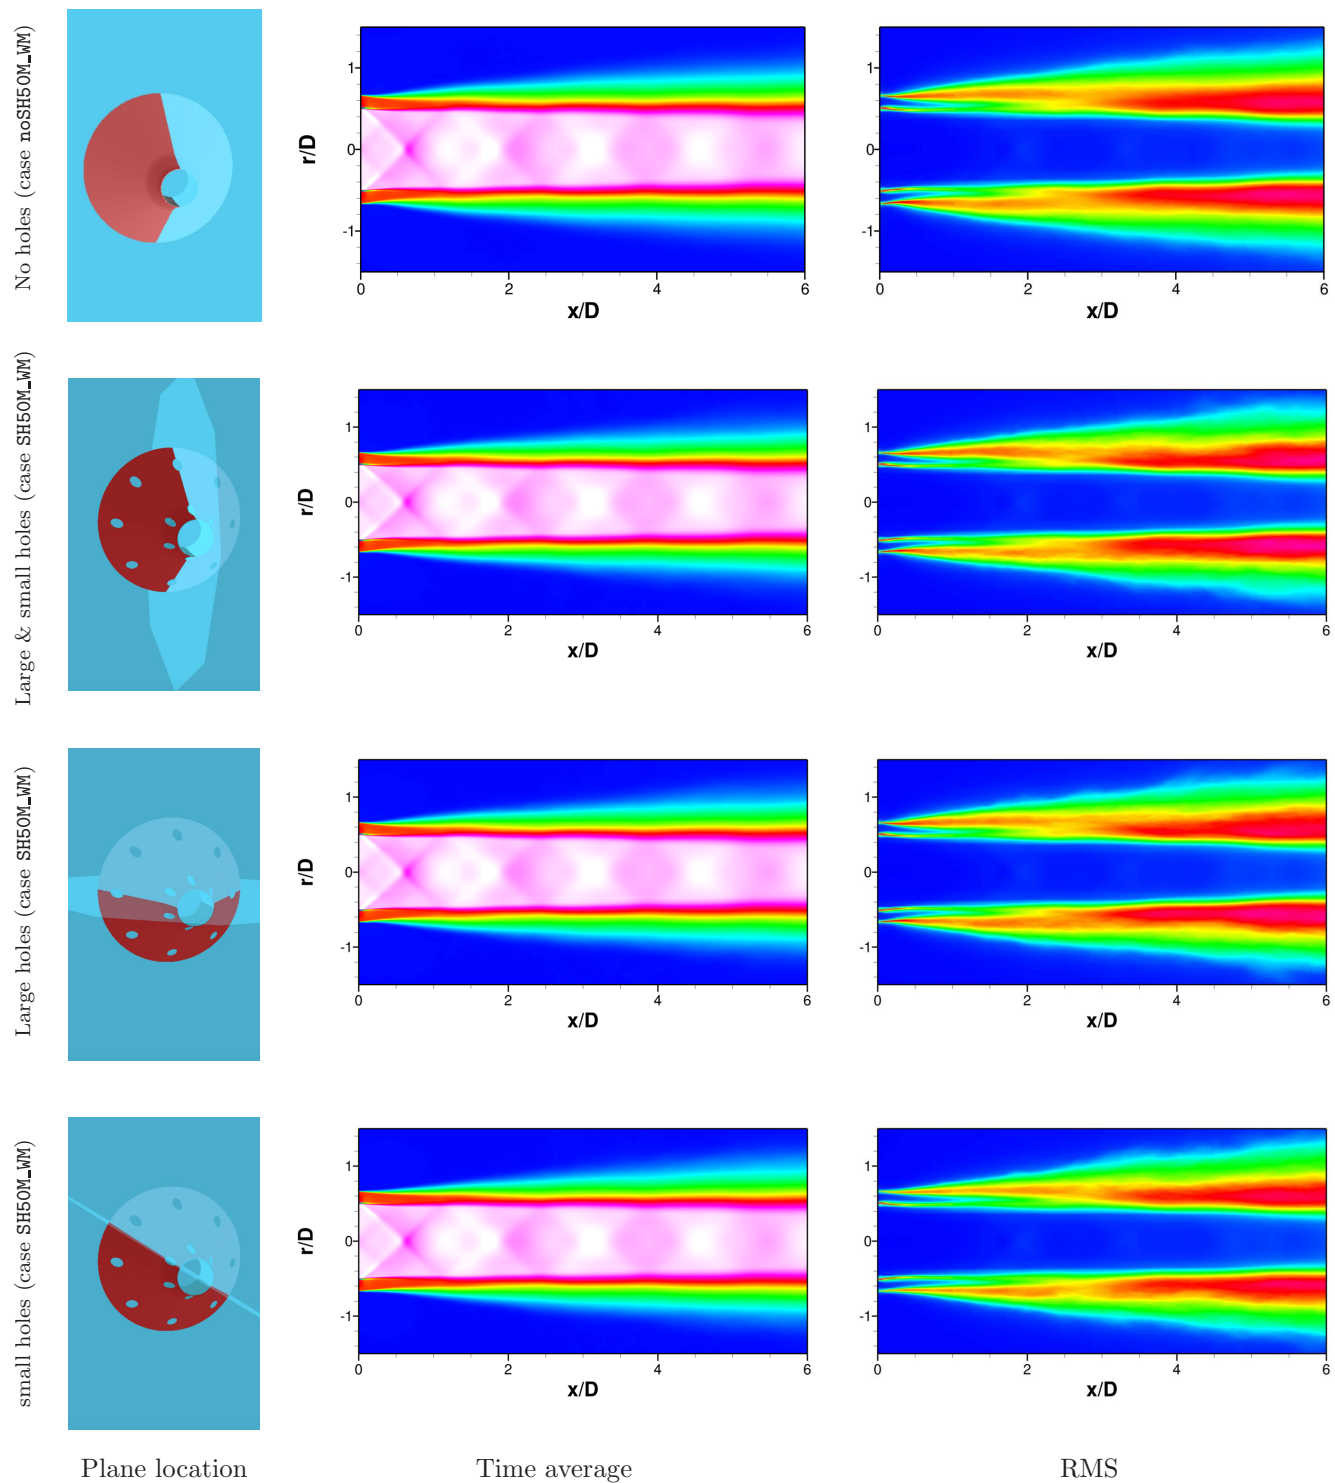 No holes (case noSH50M_WM)
1
0
-1
r/D
0
2
4
6
x/D
1
0
-1
0
2
4
6
x/D
Large & small holes (case SH50M_WM)
1
0
-1
r/D
0
2
4
6
x/D
1
0
-1
0
2
4
6
x/D
Large holes (case SH50M_WM)
1
0
-1
r/D
0
2
4
6
x/D
1
0
-1
0
2
4
6
x/D
small holes (case SH50M_WM)
1
0
-1
r/D
0
2
4
6
x/D
1
0
-1
0
2
4
6
x/D
Plane location
Time average
RMS